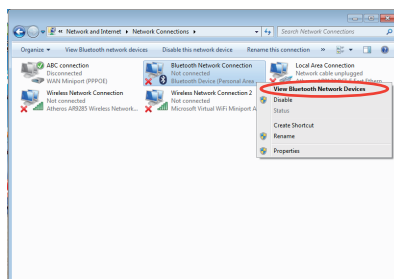 « Network and Internet ▸ Network Connections ▸
Search Network Connections
Organize ▾ View Bluetooth network devices Disable this network device Rename this connection »
ABC connection
Disconnected
WAN Miniport (PPPOE)
Bluetooth Network Connection
Not connected
Bluetooth Device (Personal Area
Local Area Connection
Network cable unplugged
Wireless Network Connection
Not connected
Atheros AR9285 Wireless Network...
Wireless Network Connection 2
Not connected
Microsoft Virtual WiFi Miniport A
View Bluetooth Network Devices
Disable
Status
Create Shortcut
Rename
Properties